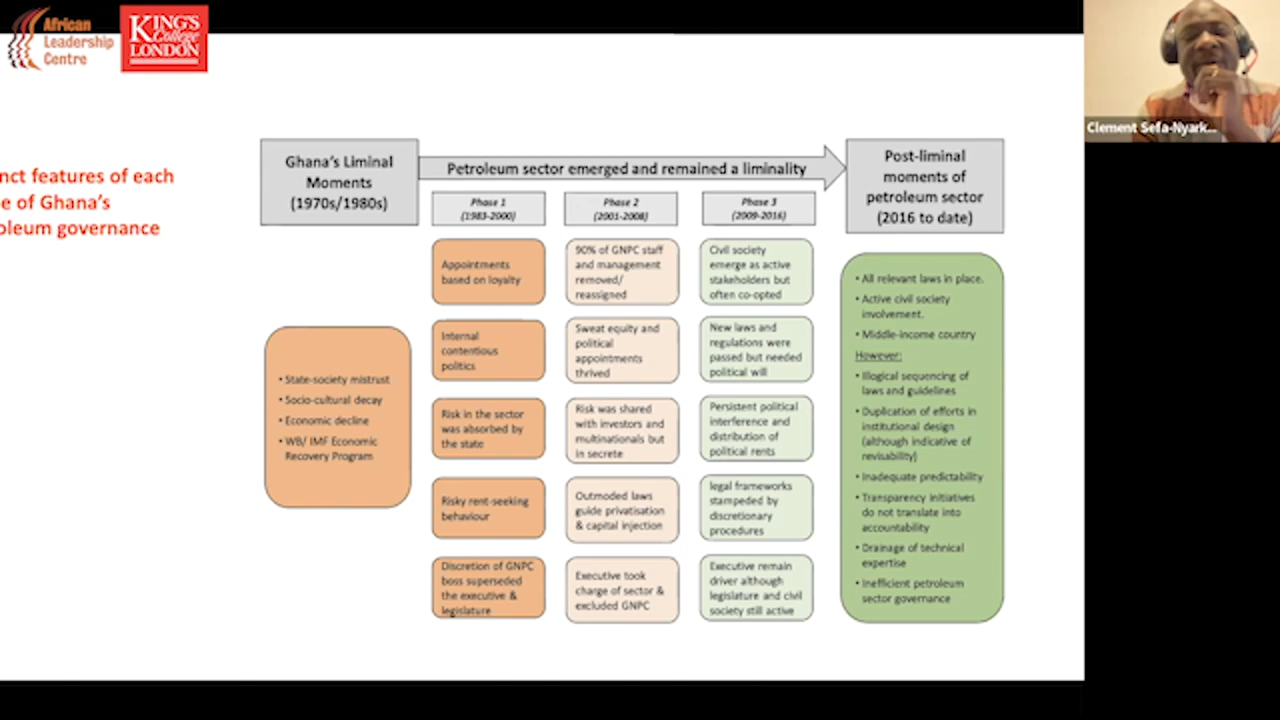 African
Leadership
Centre
KING'S
College
LONDON
nct features of each
e of Ghana's
oleum governance
Ghana's Liminal
Moments
(1970s/1980s)
Petroleum sector emerged and remained a liminality
Post-liminal
moments of
petroleum sector
(2016 to date)
Phase 1
(1983-2000)
Phase 2
(2001-2008)
Phase 3
(2009-2016)
• State-society mistrust
• Socio-cultural decay
• Economic decline
• WB/ IMF Economic
Recovery Program
Appointments
based on loyalty
Internal
contentious
politics
Risk in the sector
was absorbed by
the state
Risky rent-seeking
behaviour
Discretion of GNPC
boss superseded
the executive &
legislature
90% of GNPC staff
and management
removed/
reassigned
Sweat equity and
political
appointments
thrived
Risk was shared
with investors and
multinationals but
in secrete
Outmoded laws
guide privatisation
& capital injection
Executive took
charge of sector &
excluded GNPC
Civil society
emerge as active
stakeholders but
often co-opted
New laws and
regulations were
passed but needed
political will
Persistent political
interference and
distribution of
political rents
legal frameworks
stampeded by
discretionary
procedures
Executive remain
driver although
legislature and civil
society still active
• All relevant laws in place.
• Active civil society
involvement.
• Middle-income country
However:
• Illogical sequencing of
laws and guidelines
• Duplication of efforts in
institutional design
(although indicative of
revisability)
• Inadequate predictability
• Transparency initiatives
do not translate into
accountability
• Drainage of technical
expertise
• Inefficient petroleum
sector governance
Clement Sefa-Nyark...